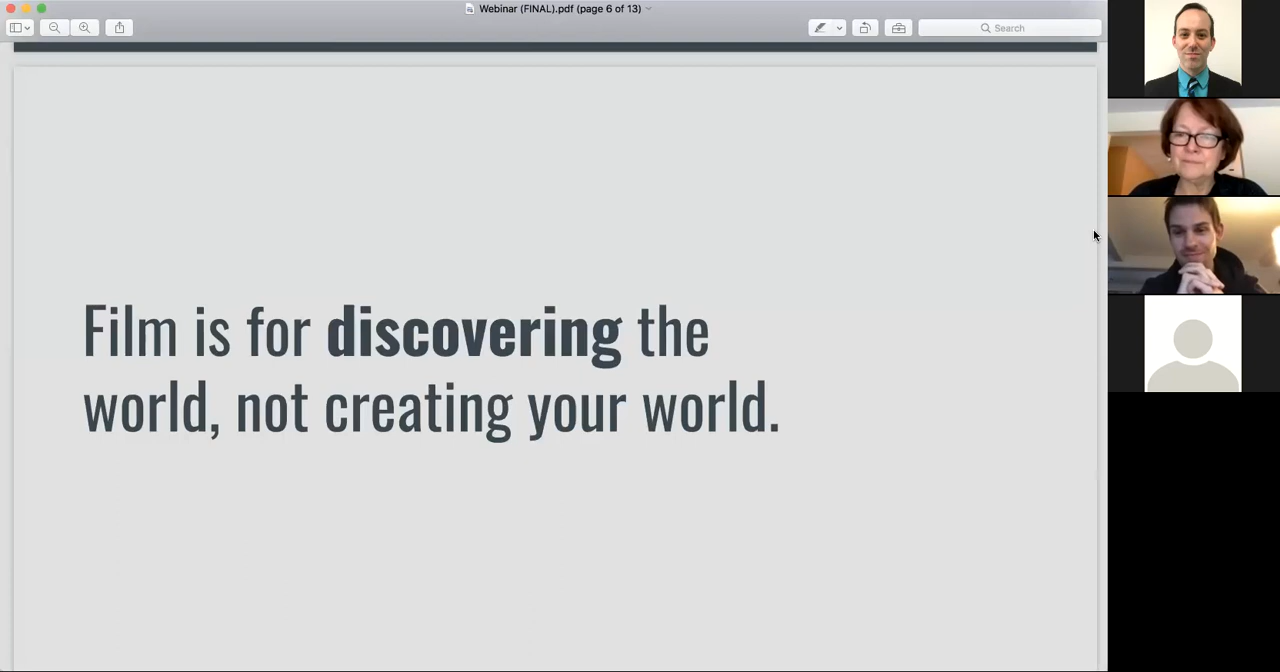 Webinar (FINAL).pdf (page 6 of 13)
Search
Film is for discovering the
world, not creating your world.